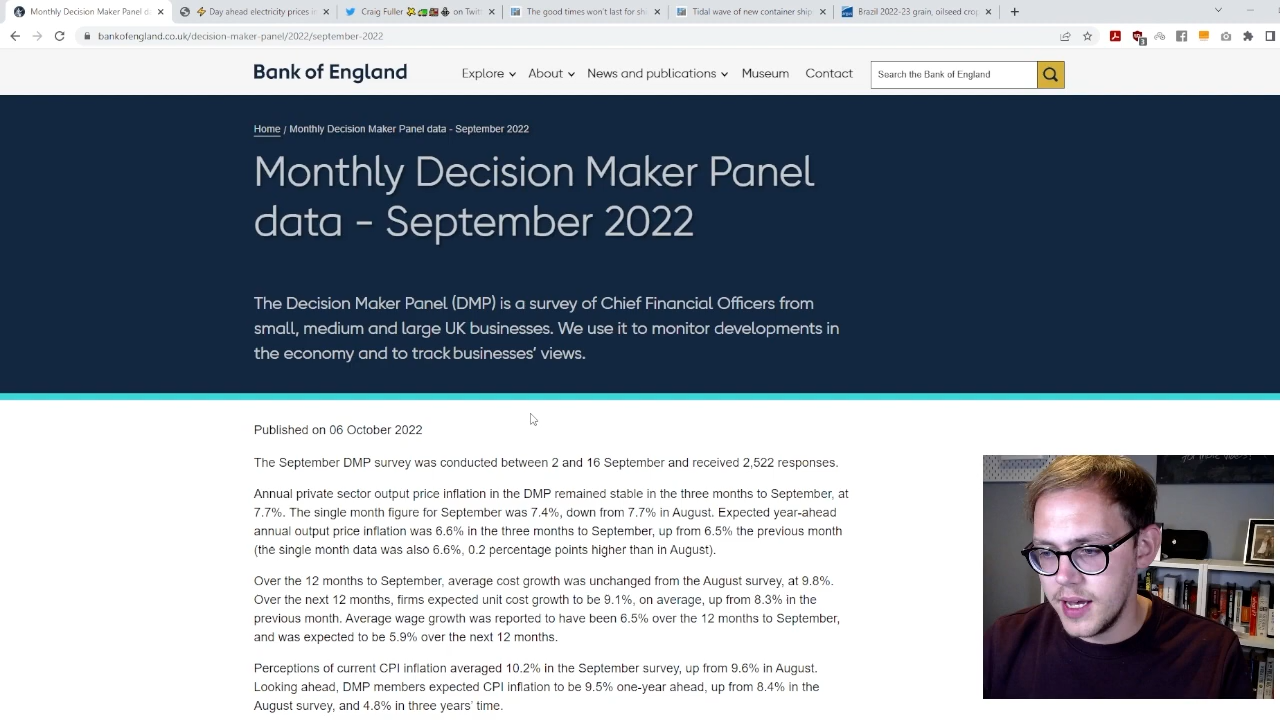 Monthly Decision Maker Panel d
Day ahead electricity prices i
Craig Fuller on Twit
The good times won't last for sh
Tidal wave of new container ship
Brazil 2022-23 grain, oilseed cro
bankofengland.co.uk/decision-maker-panel/2022/september-2022
3
Bank of England
Explore
About
News and publications
Museum
Contact
Search the Bank of England
Home / Monthly Decision Maker Panel data - September 2022
Monthly Decision Maker Panel
data - September 2022
The Decision Maker Panel (DMP) is a survey of Chief Financial Officers from
small, medium and large UK businesses. We use it to monitor developments in
the economy and to track businesses' views.
Published on 06 October 2022
The September DMP survey was conducted between 2 and 16 September and received 2,522 responses.
Annual private sector output price inflation in the DMP remained stable in the three months to September, at
7.7%. The single month figure for September was 7.4%, down from 7.7% in August. Expected year-ahead
annual output price inflation was 6.6% in the three months to September, up from 6.5% the previous month
(the single month data was also 6.6%, 0.2 percentage points higher than in August).
Over the 12 months to September, average cost growth was unchanged from the August survey, at 9.8%.
Over the next 12 months, firms expected unit cost growth to be 9.1%, on average, up from 8.3% in the
previous month. Average wage growth was reported to have been 6.5% over the 12 months to September,
and was expected to be 5.9% over the next 12 months.
Perceptions of current CPI inflation averaged 10.2% in the September survey, up from 9.6% in August.
Looking ahead, DMP members expected CPI inflation to be 9.5% one-year ahead, up from 8.4% in the
August survey, and 4.8% in three years' time.